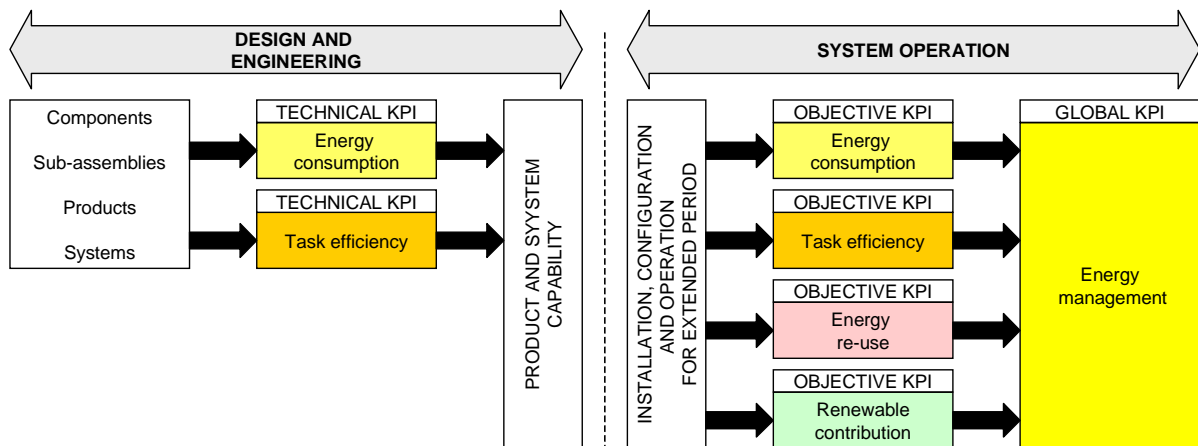 DESIGN AND
ENGINEERING
SYSTEM OPERATION
Components
Sub-assemblies
Products
Systems
TECHNICAL KPI
Energy
consumption
TECHNICAL KPI
Task efficiency
PRODUCT AND SYYSTEM
CAPABILITY
INSTALLATION, CONFIGURATION
AND OPERATION
FOR EXTENDED PERIOD
OBJECTIVE KPI
Energy
consumption
OBJECTIVE KPI
Task efficiency
OBJECTIVE KPI
Energy
re-use
OBJECTIVE KPI
Renewable
contribution
GLOBAL KPI
Energy
management